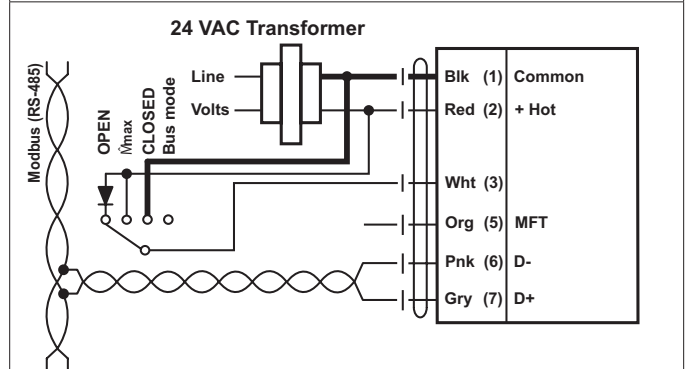 24 VAC Transformer
Line
Volts
Modbus (RS-485)
OPEN
V̇max
CLOSED
Bus mode
Blk (1) Common
Red (2) + Hot
Wht (3)
Org (5) MFT
Pnk (6) D-
Gry (7) D+